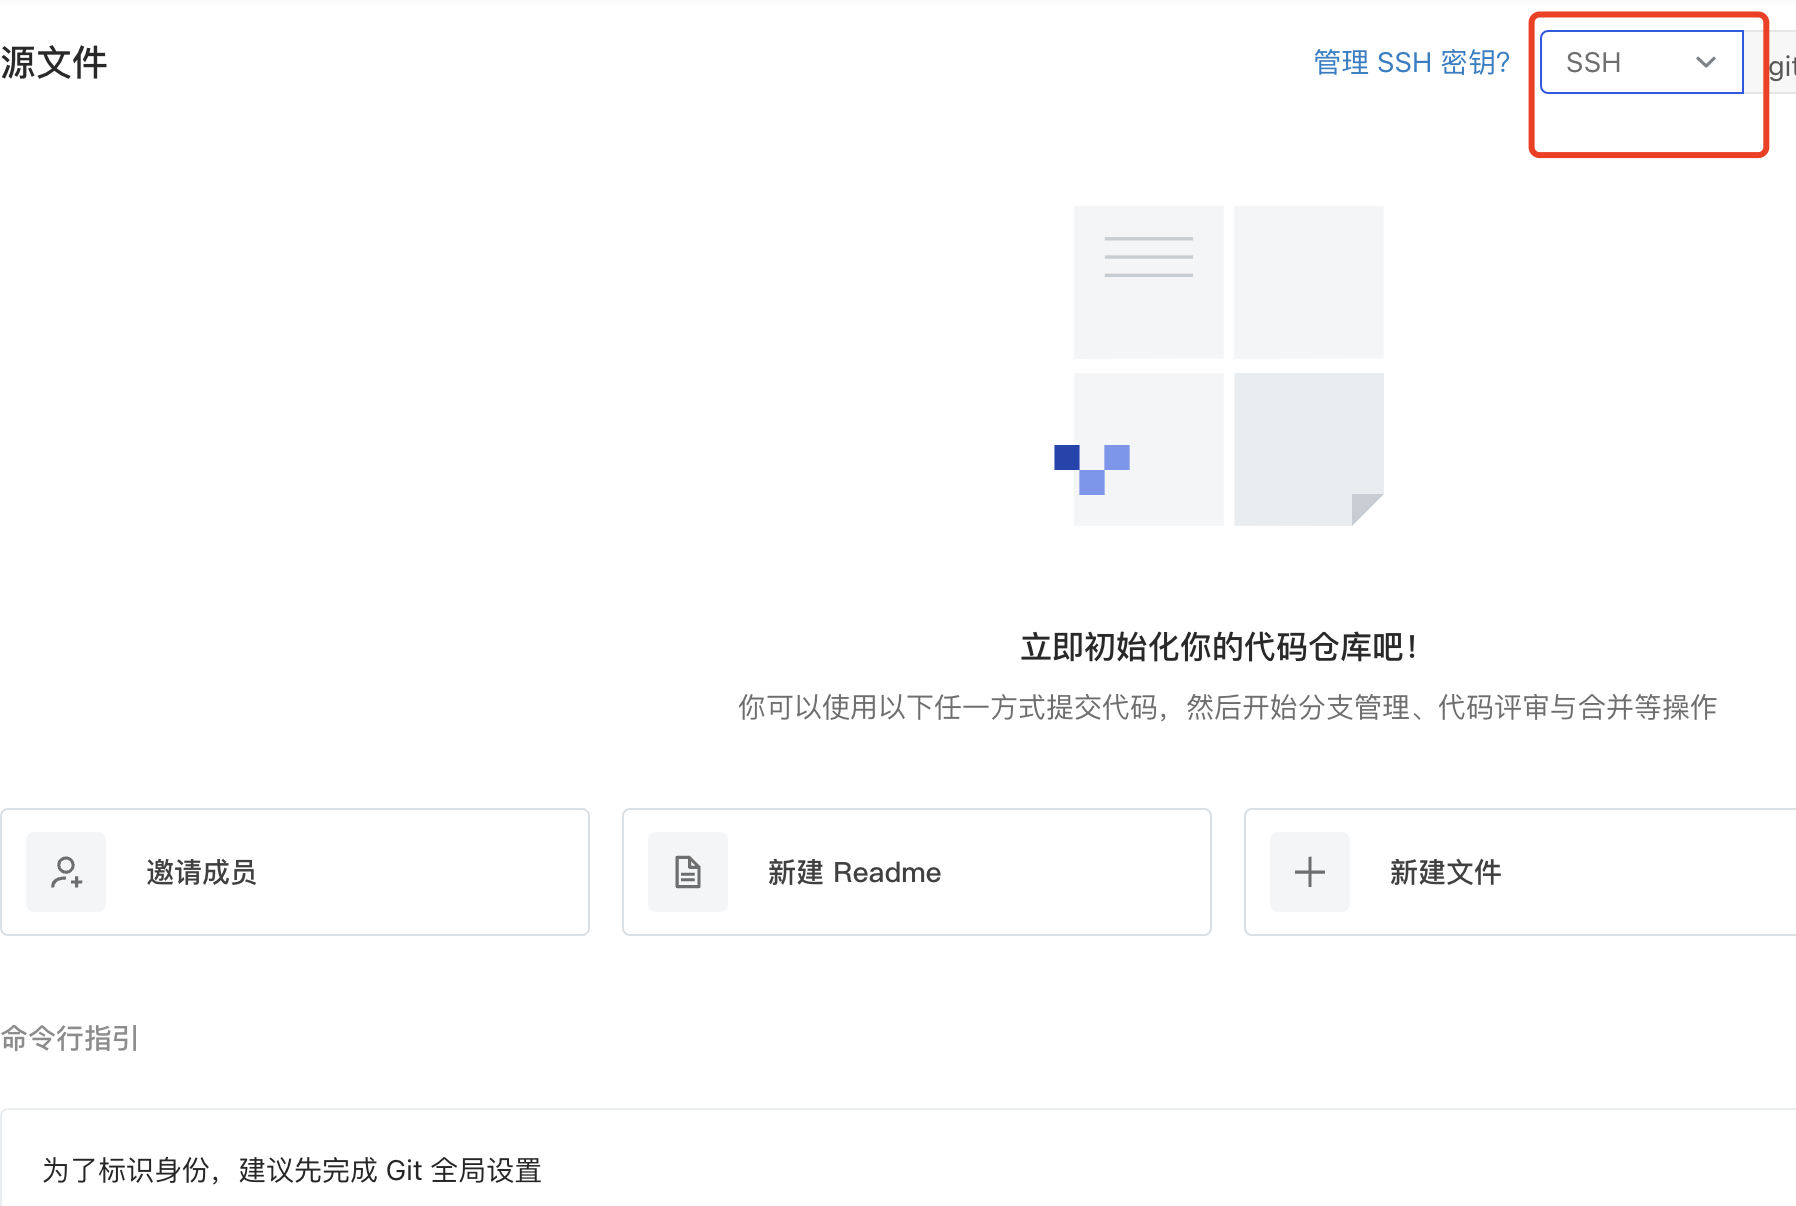 源文件
管理 SSH 密钥?
SSH
git
立即初始化你的代码仓库吧！
你可以使用以下任一方式提交代码，然后开始分支管理、代码评审与合并等操作
邀请成员
新建 Readme
新建文件
命令行指引
为了标识身份，建议先完成 Git 全局设置